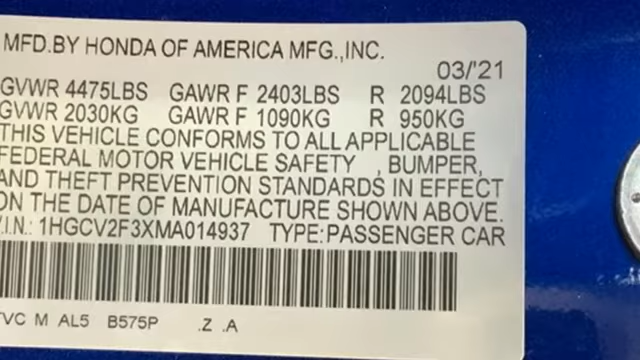 MFD.BY HONDA OF AMERICA MFG.,INC.
03/'21
GVWR 4475LBS GAWR F 2403LBS R 2094LBS
GVWR 2030KG GAWR F 1090KG R 950KG
THIS VEHICLE CONFORMS TO ALL APPLICABLE
FEDERAL MOTOR VEHICLE SAFETY , BUMPER,
AND THEFT PREVENTION STANDARDS IN EFFECT
ON THE DATE OF MANUFACTURE SHOWN ABOVE.
V.I.N.: 1HGCV2F3XMA014937 TYPE:PASSENGER CAR
TVC M AL5 B575P .Z .A